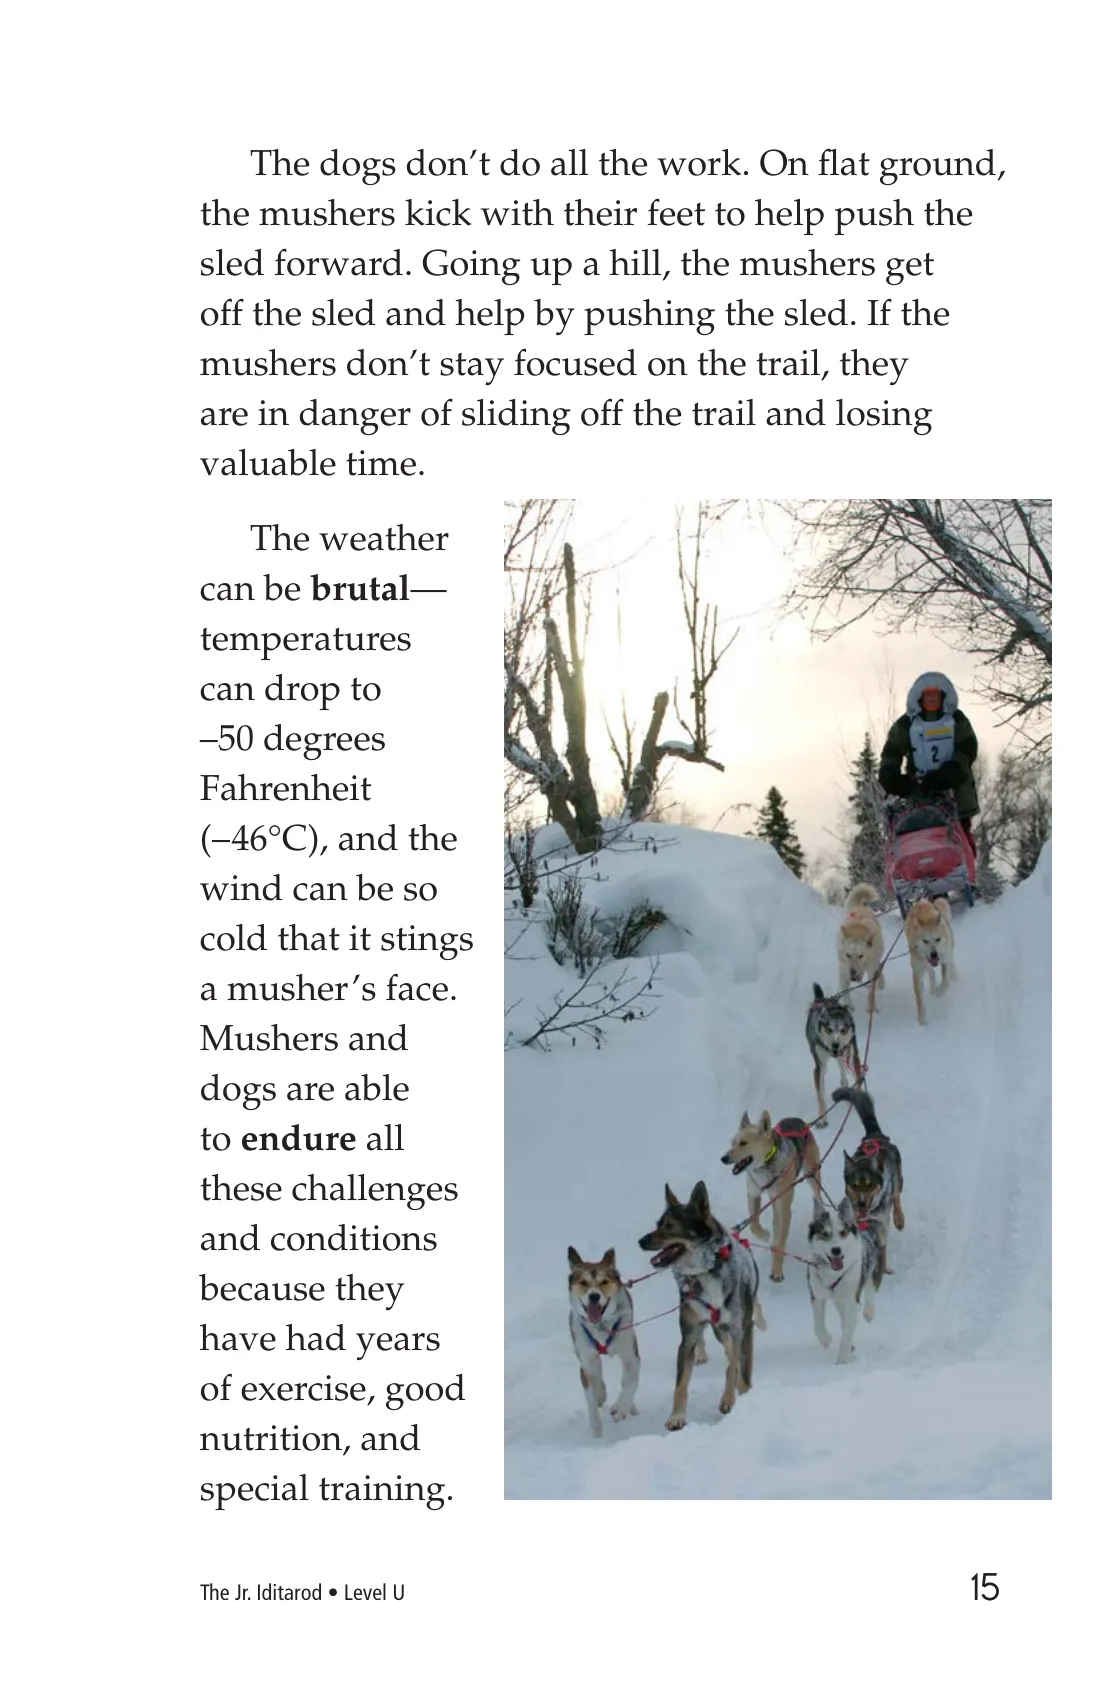 The dogs don’t do all the work. On flat ground,
the mushers kick with their feet to help push the
sled forward. Going up a hill, the mushers get
off the sled and help by pushing the sled. If the
mushers don’t stay focused on the trail, they
are in danger of sliding off the trail and losing
valuable time.
The weather
can be brutal—
temperatures
can drop to
–50 degrees
Fahrenheit
(–46°C), and the
wind can be so
cold that it stings
a musher’s face.
Mushers and
dogs are able
to endure all
these challenges
and conditions
because they
have had years
of exercise, good
nutrition, and
special training.
2
The Jr. Iditarod • Level U
15